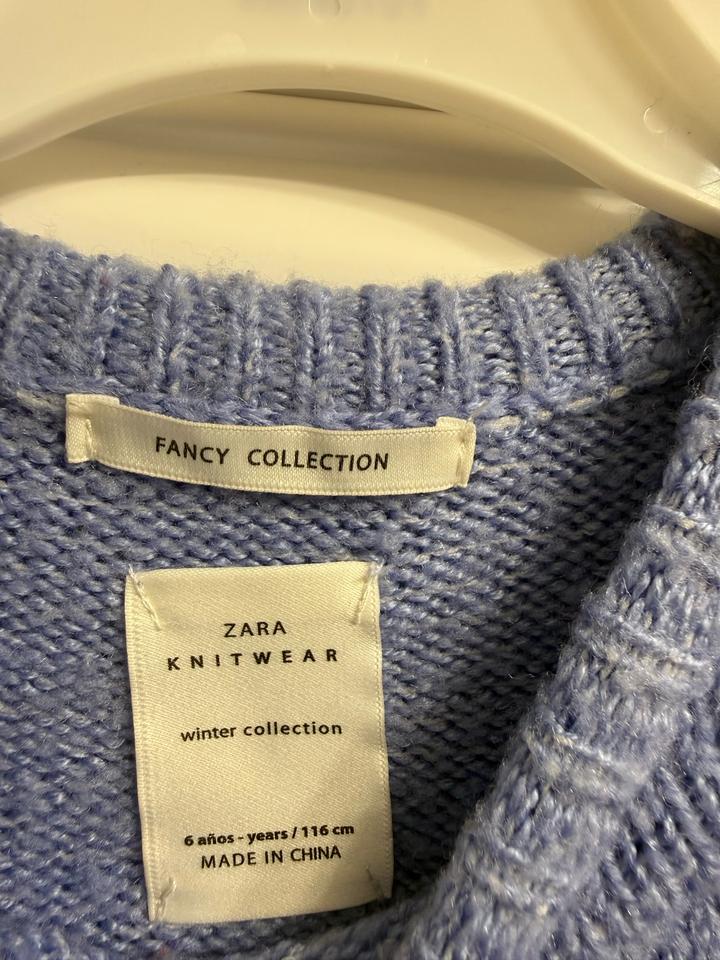 FANCY COLLECTION
ZARA
KNITWEAR
winter collection
6 años - years / 116 cm
MADE IN CHINA